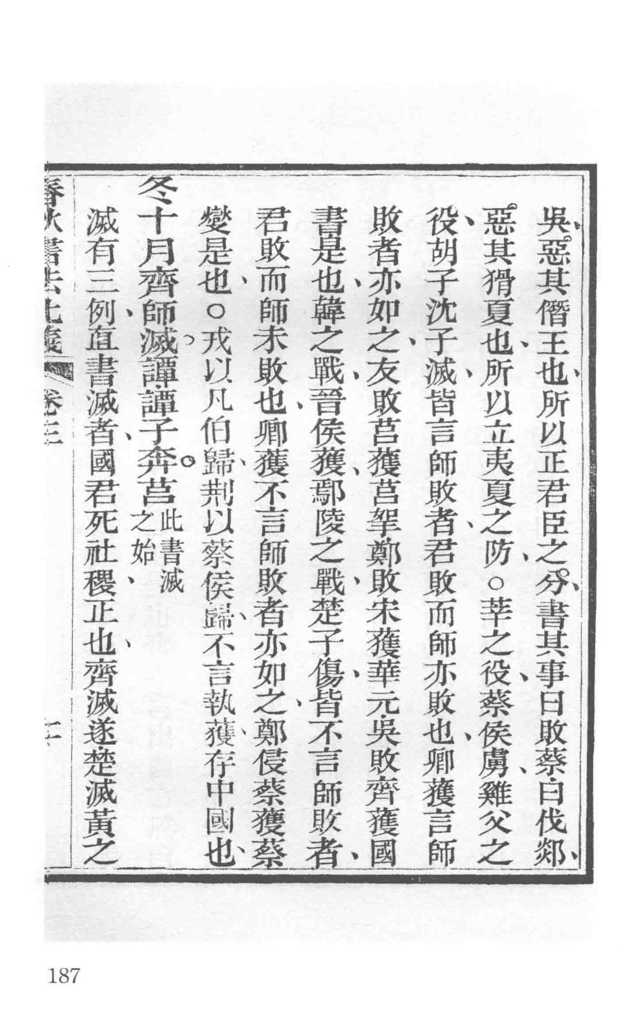 吳惡其僭王也所以正君臣之分書其事曰敗蔡曰伐郯
惡其猾夏也所以立夷夏之防○莘之役蔡侯虜雞父之
役胡子沈子滅皆言師敗者君敗而師亦敗也卿獲言師
敗者亦如之友敗莒獲莒挐鄭敗宋獲華元吳敗齊獲國
書是也韓之戰晉侯獲鄢陵之戰楚子傷皆不言師敗者
君敗而師未敗也卿獲不言師敗者亦如之鄭侵蔡獲蔡
燮是也○戎以凡伯歸荆以蔡侯歸不言執獲存中國也
冬十月齊師滅譚譚子奔莒此書滅之始
滅有三例直書滅者國君死社稷正也齊滅遂楚滅黃之
春秋書法比義 卷三
187